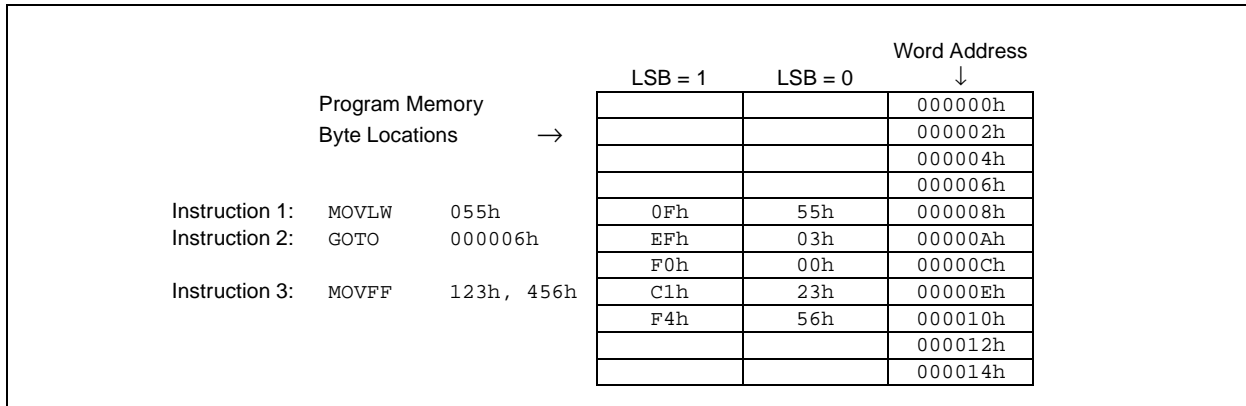 Word Address
LSB = 1 LSB = 0 ↓
Program Memory 000000h
Byte Locations → 000002h
000004h
000006h
Instruction 1: MOVLW 055h 0Fh 55h 000008h
Instruction 2: GOTO 000006h EFh 03h 00000Ah
F0h 00h 00000Ch
Instruction 3: MOVFF 123h, 456h C1h 23h 00000Eh
F4h 56h 000010h
000012h
000014h